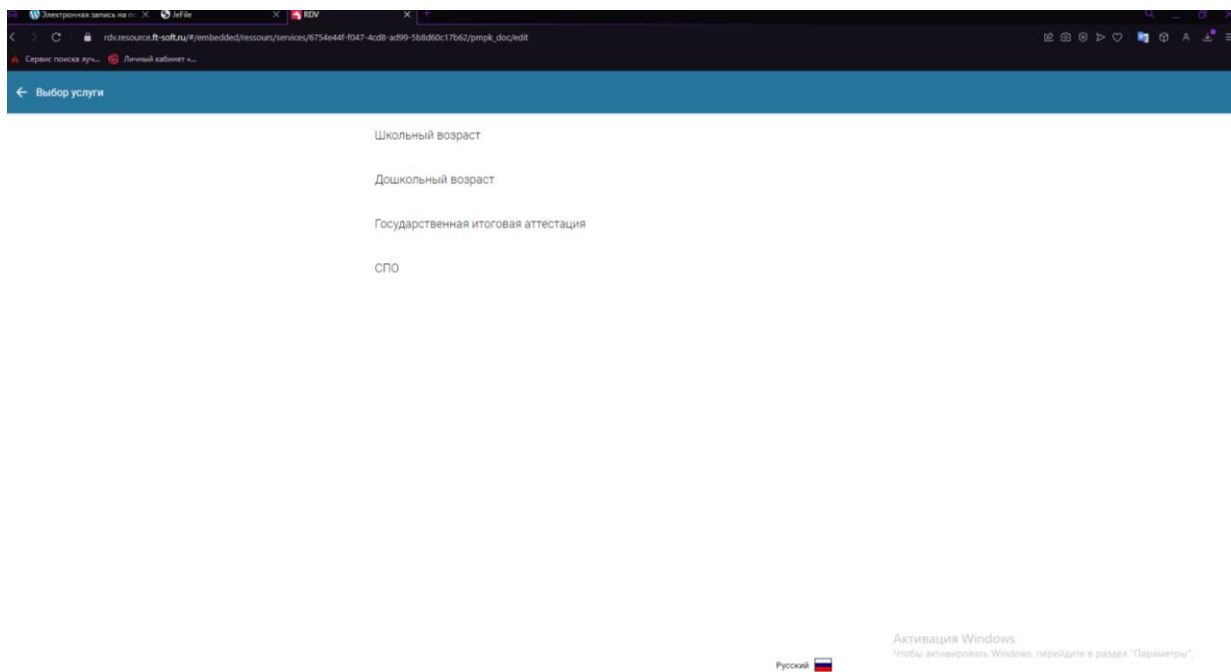 Электронная запись на п
JeFile
RDV
rdv.resource.ft-soft.ru/#/embedded/ressours/services/6754e44f-f047-4cd8-ad99-5b8d60c17b62/pmpk_doc/edit
Сервис поиска луч...
Личный кабинет «...
Выбор услуги
Школьный возраст
Дошкольный возраст
Государственная итоговая аттестация
СПО
Активация Windows
Чтобы активировать Windows, перейдите в раздел "Параметры".
Русский